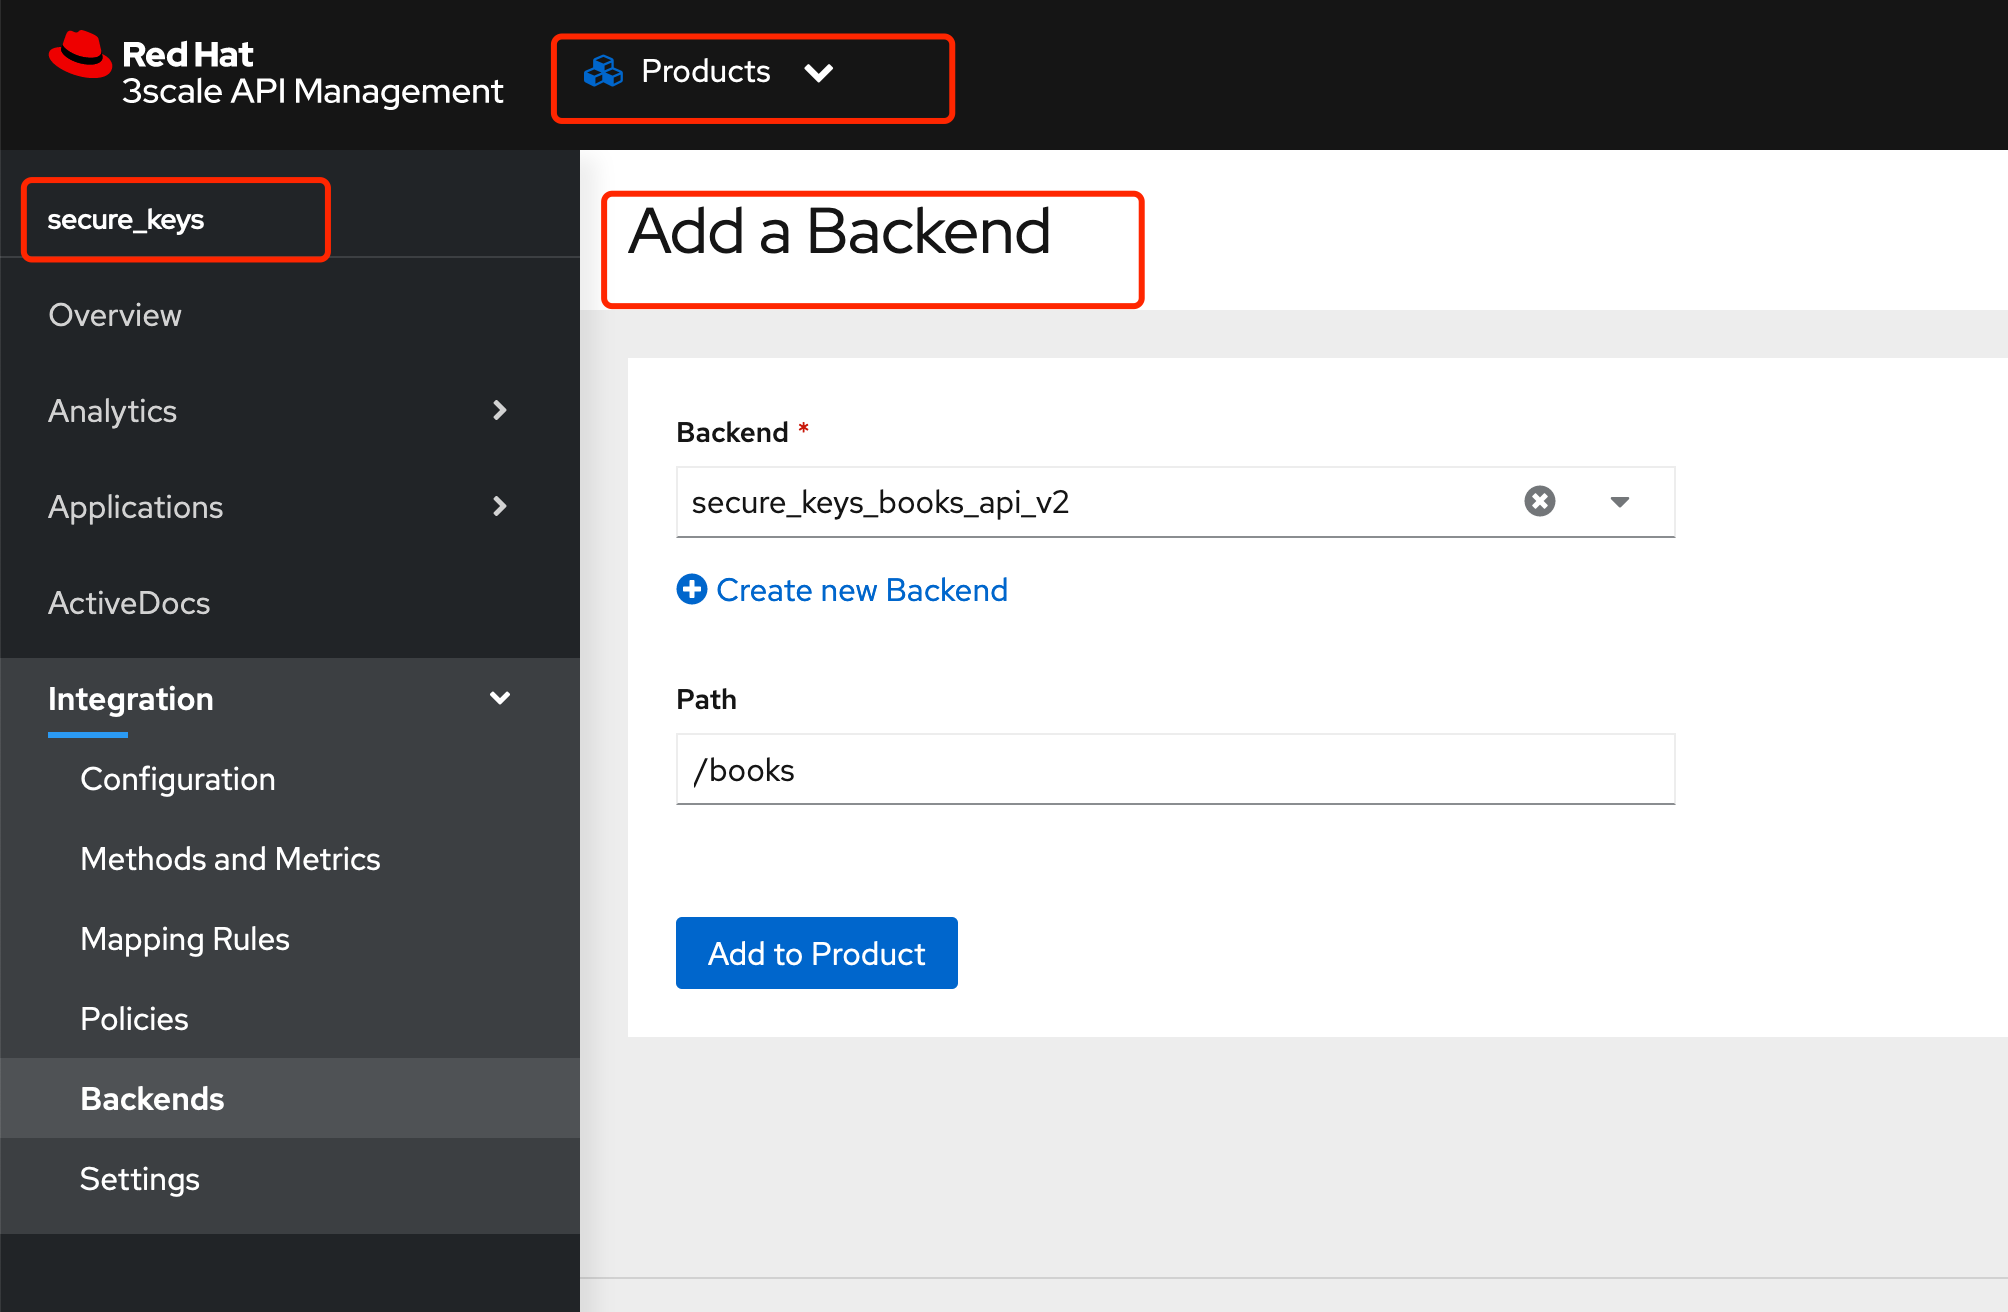 Red Hat
3scale API Management
Products
secure_keys
Overview
Analytics
Applications
ActiveDocs
Integration
Configuration
Methods and Metrics
Mapping Rules
Policies
Backends
Settings
Add a Backend
Backend *
secure_keys_books_api_v2
Create new Backend
Path
/books
Add to Product